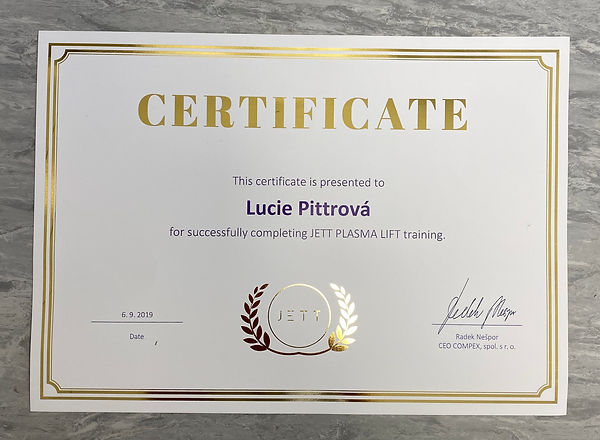 CERTIFICATE
This certificate is presented to
Lucie Pittrová
for successfully completing JETT PLASMA LIFT training.
6. 9. 2019
Date
JETT
Radek Nešpor
CEO COMPEX, spol. s r. o.